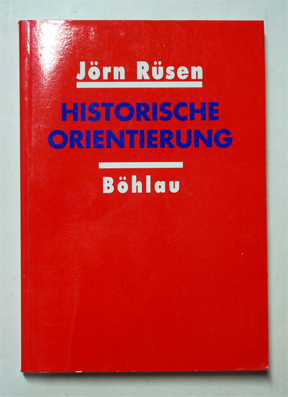 Jörn Rüsen
HISTORISCHE
ORIENTIERUNG
Böhlau